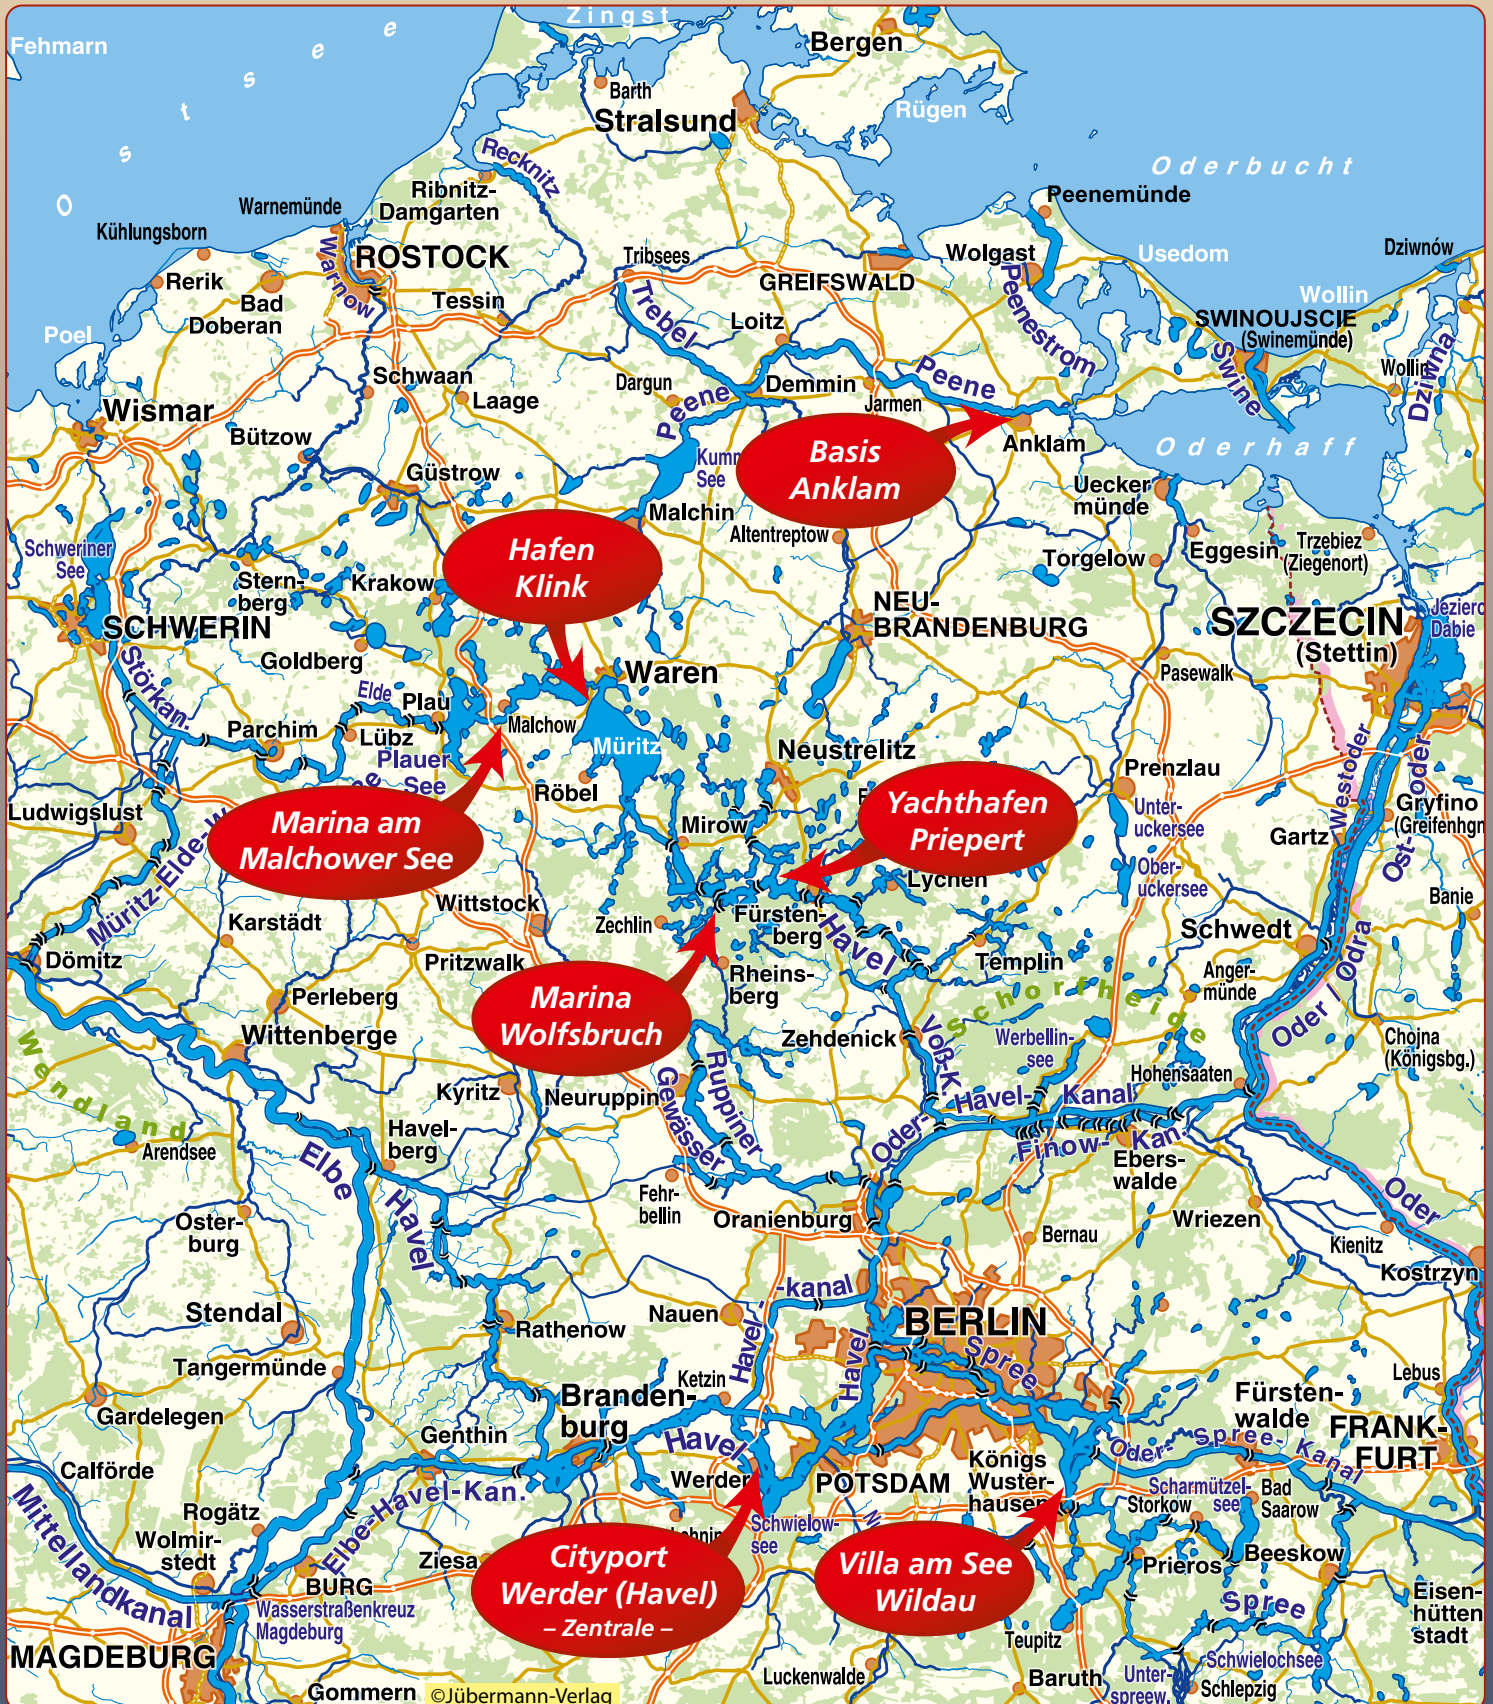 Zingst
Fehmarn
Ostsee
Bergen
Barth
Rügen
Stralsund
Recknitz
Oderbucht
Ribnitz-
Damgarten
Peenemünde
Warnemünde
Kühlungsborn
Warnow
ROSTOCK
Tribsees
Wolgast
Usedom
Dziwnów
Rerik
Bad
Doberan
Tessin
Trebel
GREIFSWALD
Peenestrom
Wollin
SWINOUJSCIE
(Swinemünde)
Poel
Loitz
Swine
Wollin
Dziwna
Schwaan
Laage
Dargun
Peene
Demmin
Jarmen
Peene
Wismar
Bützow
Basis
Anklam
Anklam
Oderhaff
Güstrow
See
Uecker
münde
Malchin
Altentreptow
Schweriner
See
Hafen
Klink
Torgelow
Eggesin
Trzebiez
(Ziegenort)
Stern-
berg
Krakow
NEU-
BRANDENBURG
SZCZECIN
(Stettin)
Jeziero
Dabie
SCHWERIN
Störkan.
Goldberg
Waren
Pasewalk
Elde
Plau
Malchow
Parchim
Lübz
Plauer
See
Müritz
Neustrelitz
Röbel
Prenzlau
Westoder
Ost-oder
Ludwigslust
Marina am
Malchower See
Mirow
Yachthafen
Priepert
Unter-
uckersee
Gryfino
(Greifenhgn
Gartz
Ober-
uckersee
Lychen
Banie
Müritz-Elde-W
Karstädt
Wittstock
Zechlin
Fürsten-
berg
Havel
Schwedt
Dömitz
Pritzwalk
Rheins-
berg
Templin
Anger-
münde
Oder / Odra
Perleberg
Marina
Wolfsbruch
Schorfheide
Wittenberge
Zehdenick
Voß-K.
Werbellin-
see
Chojna
(Königsbg.)
Wendland
Kyritz
Neuruppin
Ruppiner
Gewässer
Hohensaaten
Havel-
Kanal
Oder-
Finow-
Kan.
Arendsee
Havel-
berg
Elbe
Havel
Ebers-
walde
Fehr-
bellin
Oder
Oster-
burg
Oranienburg
Wriezen
Bernau
Kienitz
Kostrzyn
Stendal
Nauen
Havel-
-kanal
BERLIN
Rathenow
Havel
Spree
Tangermünde
Ketzin
Lebus
Gardelegen
Branden-
burg
Fürsten-
walde
FRANK-
FURT
Genthin
Havel
Oder-
Spree-
Kanal
Calförde
Werder
POTSDAM
Königs
Wuster-
hausen
Scharmützel-
see
Bad
Saarow
Storkow
Mittellandkanal
Rogätz
Elbe-Havel-Kan.
Wolmir-
stedt
Schwielow-
see
Ziesa
Cityport
Werder (Havel)
– Zentrale –
Villa am See
Wildau
Prieros
Beeskow
BURG
Wasserstraßenkreuz
Magdeburg
Spree
Eisen-
hütten
stadt
MAGDEBURG
Teupitz
Schwielochsee
Luckenwalde
Baruth
Unter-
spreew.
Schlepzig
Gommern
©Jübermann-Verlag